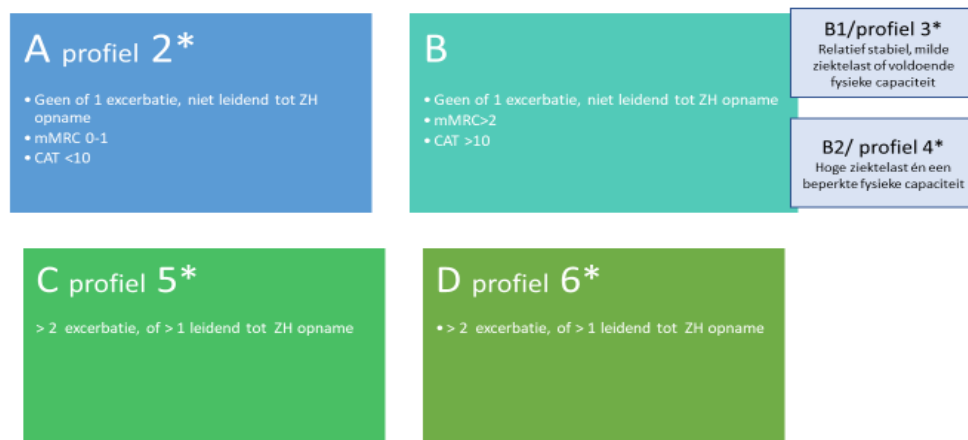 A profiel 2*
• Geen of 1 excerbatie, niet leidend tot ZH
opname
• mMRC 0-1
• CAT <10
B
• Geen of 1 excerbatie, niet leidend tot ZH opname
• mMRC>2
• CAT >10
B1/profiel 3*
Relatief stabiel, milde
ziektelast of voldoende
fysieke capaciteit
B2/ profiel 4*
Hoge ziektelast én een
beperkte fysieke capaciteit
C profiel 5*
> 2 excerbatie, of > 1 leidend tot ZH opname
D profiel 6*
• > 2 excerbatie, of > 1 leidend tot ZH opname